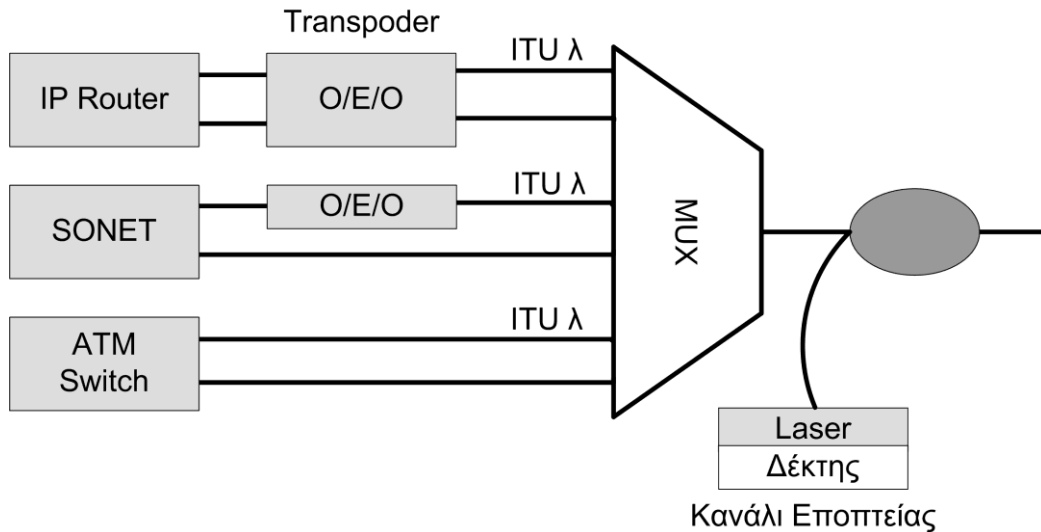 Transpoder
ITU λ
IP Router
O/E/O
ITU λ
SONET
O/E/O
MUX
ITU λ
ATM
Switch
Laser
Δέκτης
Κανάλι Εποπτείας